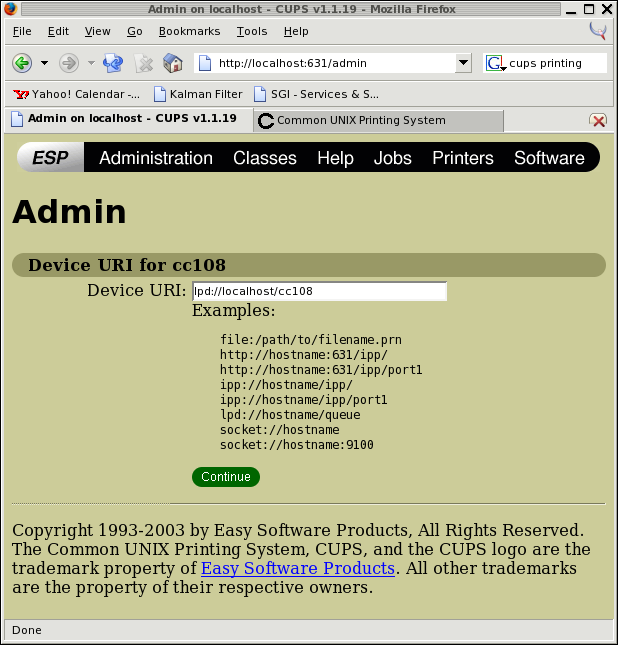 Admin on localhost - CUPS v1.1.19 - Mozilla Firefox
File Edit View Go Bookmarks Tools Help
http://localhost:631/admin
G cups printing
Yahoo! Calendar -... Kalman Filter SGI - Services & S...
Admin on localhost - CUPS v1.1.19 Common UNIX Printing System
ESP Administration Classes Help Jobs Printers Software
Admin
Device URI for cc108
Device URI: lpd://localhost/cc108
Examples:
file:/path/to/filename.prn
http://hostname:631/ipp/
http://hostname:631/ipp/port1
ipp://hostname/ipp/
ipp://hostname/ipp/port1
lpd://hostname/queue
socket://hostname
socket://hostname:9100
Continue
Copyright 1993-2003 by Easy Software Products, All Rights Reserved.
The Common UNIX Printing System, CUPS, and the CUPS logo are the
trademark property of Easy Software Products. All other trademarks
are the property of their respective owners.
Done